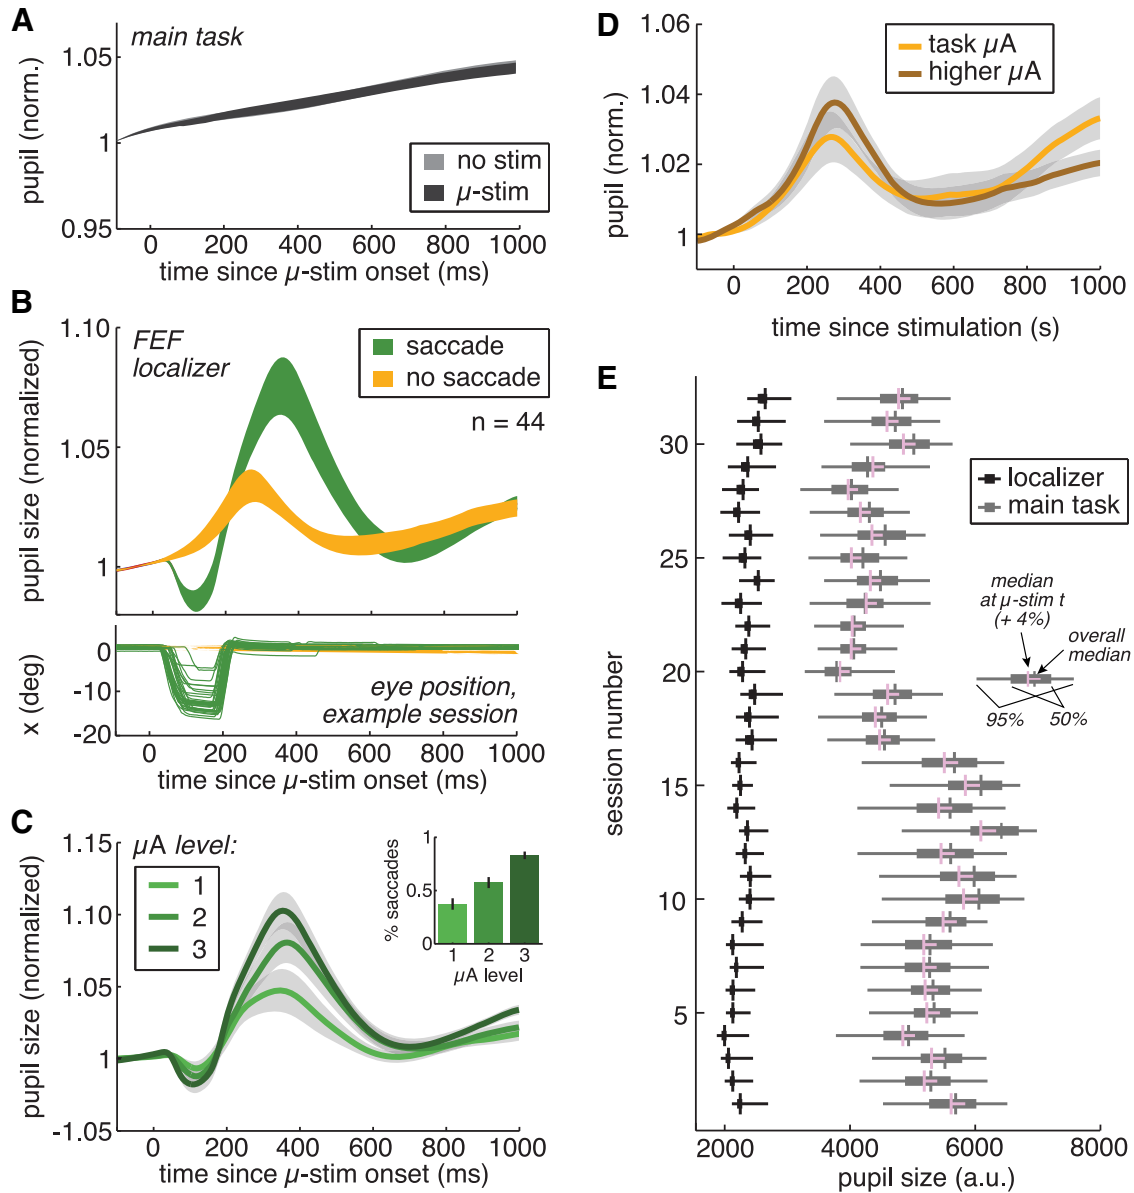 A
main task
pupil (norm.)
1.05
1
0.95
no stim
μ-stim
0 200 400 600 800 1000
time since μ-stim onset (ms)
B
FEF
localizer
saccade
no saccade
n = 44
pupil size (normalized)
1.10
1.05
1
x (deg)
0
-10
-20
eye position,
example session
0 200 400 600 800 1000
time since μ-stim onset (ms)
C
μA level:
1
2
3
pupil size (normalized)
1.15
1.10
1.05
1
-1.05
% saccades
1
0.5
0
1 2 3
μA level
0 200 400 600 800 1000
time since μ-stim onset (ms)
D
task μA
higher μA
pupil (norm.)
1.06
1.04
1.02
1
0 200 400 600 800 1000
time since stimulation (s)
E
localizer
main task
session number
30
25
20
15
10
5
median
at μ-stim t
(+ 4%)
overall
median
95%
50%
2000 4000 6000 8000
pupil size (a.u.)